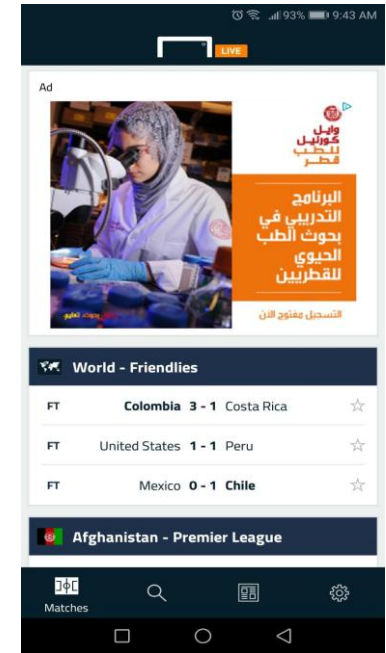 93% 9:43 AM
LIVE
Ad
وايل
كورنيل
للطب
قطر
البرنامج
التدريبي في
بحوث الطب
الحيوي
للقطريين
التسجيل مفتوح الآن
World - Friendlies
FT Colombia 3 - 1 Costa Rica
FT United States 1 - 1 Peru
FT Mexico 0 - 1 Chile
Afghanistan - Premier League
Matches